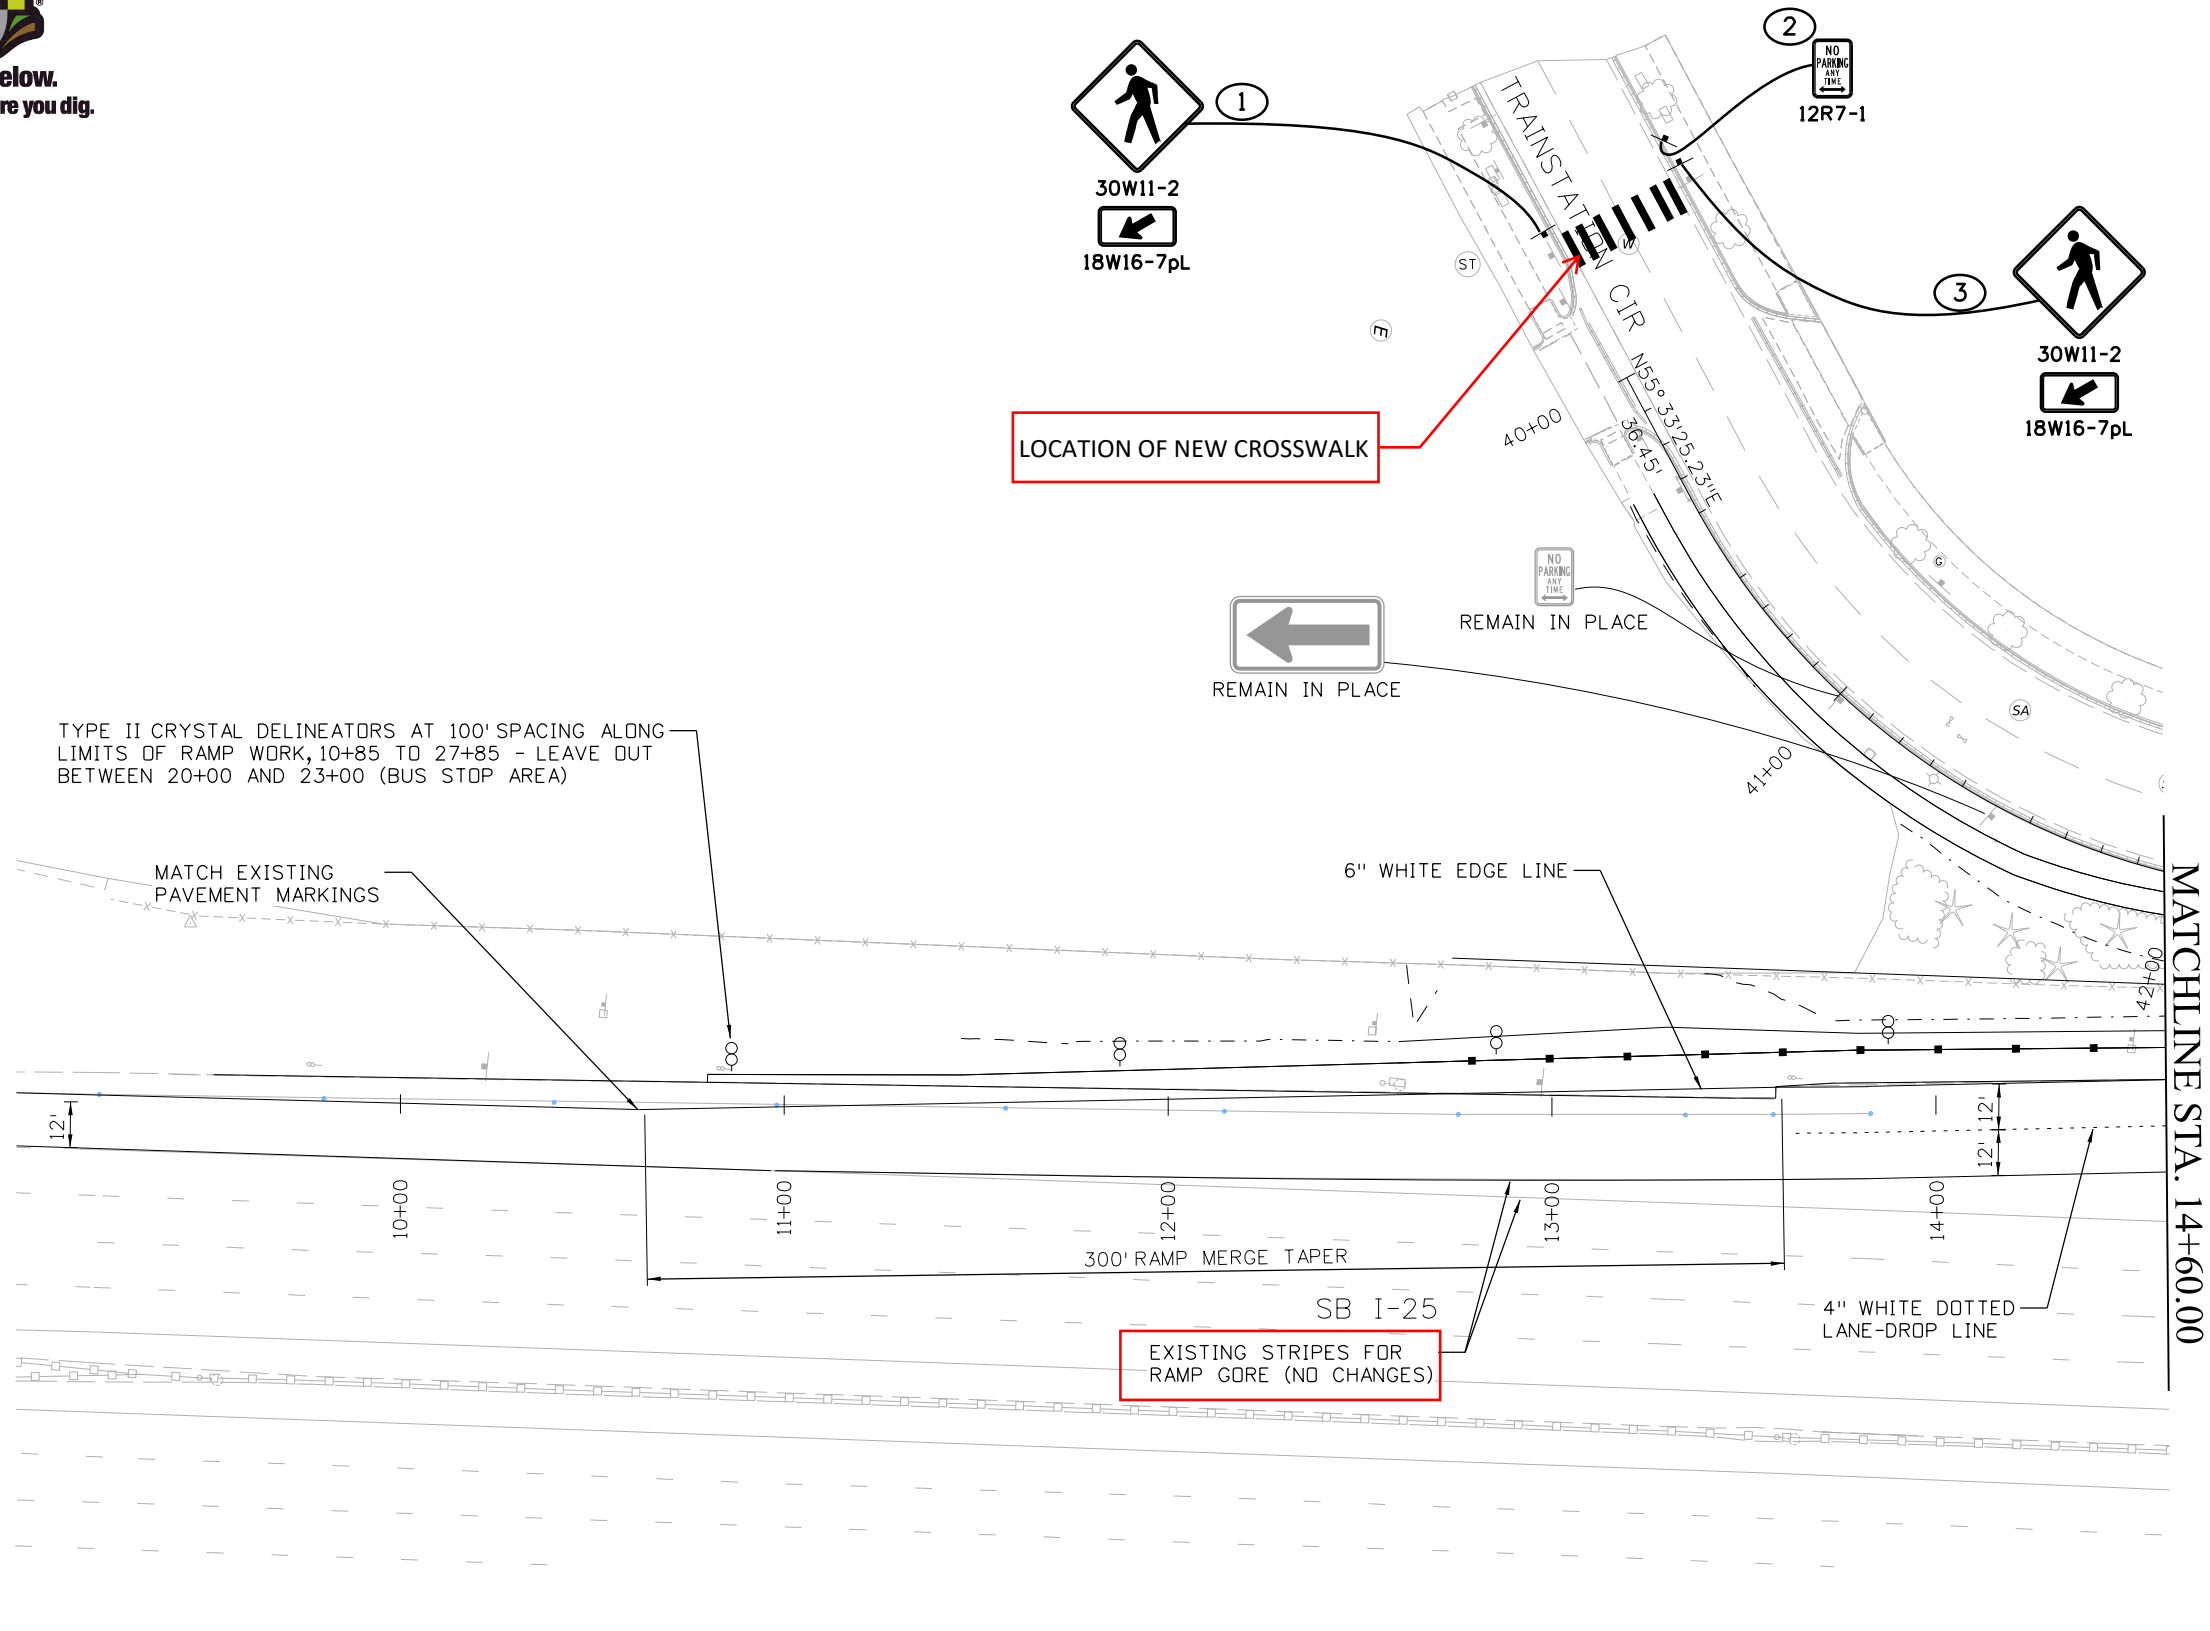 elow.
re you dig.
®
1
30W11-2
18W16-7pL
2
NO
PARKING
ANY
TIME
12R7-1
3
30W11-2
18W16-7pL
TRAINSTATION CIR
W
ST
E
N55° 33'25.23"E
36.45'
40+00
LOCATION OF NEW CROSSWALK
NO
PARKING
ANY
TIME
REMAIN IN PLACE
REMAIN IN PLACE
G
SA
41+00
42+00
TYPE II CRYSTAL DELINEATORS AT 100' SPACING ALONG
LIMITS OF RAMP WORK, 10+85 TO 27+85 - LEAVE OUT
BETWEEN 20+00 AND 23+00 (BUS STOP AREA)
MATCH EXISTING
PAVEMENT MARKINGS
6" WHITE EDGE LINE
12'
12'
12'
10+00
11+00
12+00
13+00
14+00
300' RAMP MERGE TAPER
SB I-25
EXISTING STRIPES FOR
RAMP GORE (NO CHANGES)
4" WHITE DOTTED
LANE-DROP LINE
MATCHLINE STA. 14+60.00